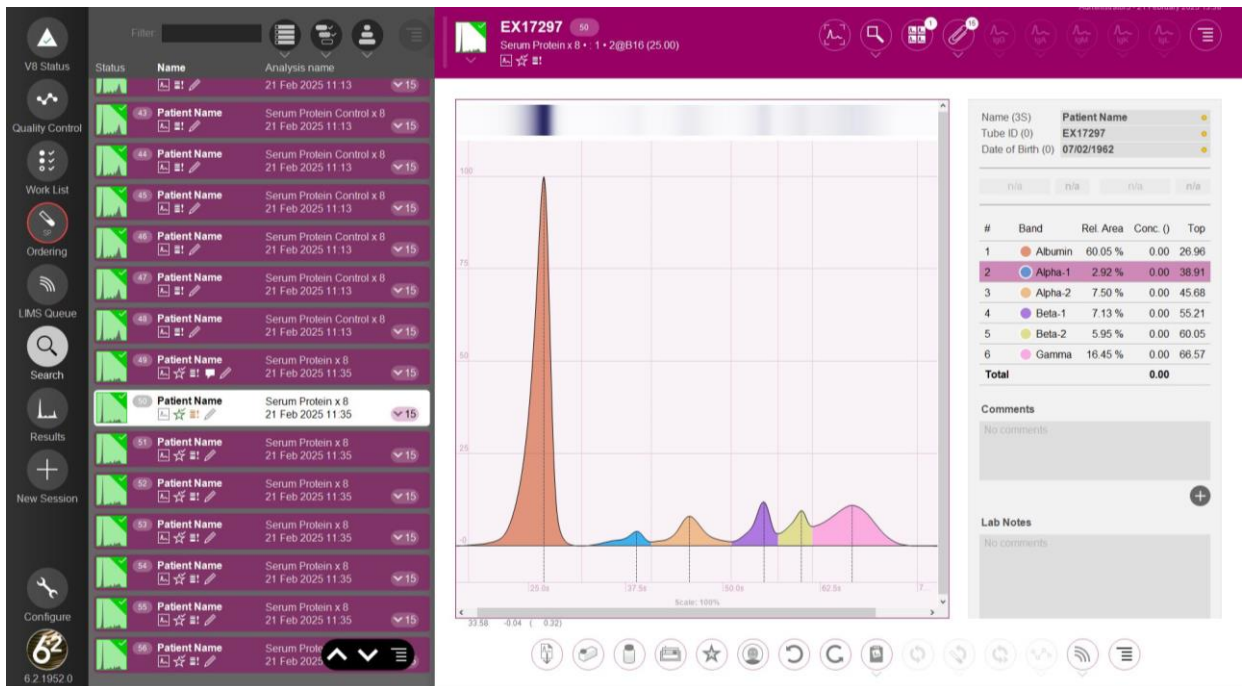 V8 Status
Quality Control
Work List
SP
Ordering
LIMS Queue
Search
Results
New Session
Configure
6.2
6.2.1952.0
Filter
Status Name Analysis name
21 Feb 2025 11:13 15
43 Patient Name Serum Protein Control x 8
21 Feb 2025 11:13 15
44 Patient Name Serum Protein Control x 8
21 Feb 2025 11:13 15
45 Patient Name Serum Protein Control x 8
21 Feb 2025 11:13 15
46 Patient Name Serum Protein Control x 8
21 Feb 2025 11:13 15
47 Patient Name Serum Protein Control x 8
21 Feb 2025 11:13 15
48 Patient Name Serum Protein Control x 8
21 Feb 2025 11:13 15
49 Patient Name Serum Protein x 8
21 Feb 2025 11:35 15
50 Patient Name Serum Protein x 8
21 Feb 2025 11:35 15
51 Patient Name Serum Protein x 8
21 Feb 2025 11:35 15
52 Patient Name Serum Protein x 8
21 Feb 2025 11:35 15
53 Patient Name Serum Protein x 8
21 Feb 2025 11:35 15
54 Patient Name Serum Protein x 8
21 Feb 2025 11:35 15
55 Patient Name Serum Protein x 8
21 Feb 2025 11:35 15
56 Patient Name Serum Prote
21 Feb 2025
EX17297 50
Serum Protein x 8 • : 1 • 2@B16 (25.00)
1
15
IgG IgA IgM IgK IgL
100
75
50
25
-0
25.0s 37.5s 50.0s 62.5s 7...
Scale: 100%
33.58 -0.04 ( 0.32)
Name (3S) Patient Name
Tube ID (0) EX17297
Date of Birth (0) 07/02/1962
n/a n/a n/a n/a
# Band Rel. Area Conc. () Top
1 Albumin 60.05 % 0.00 26.96
2 Alpha-1 2.92 % 0.00 38.91
3 Alpha-2 7.50 % 0.00 45.68
4 Beta-1 7.13 % 0.00 55.21
5 Beta-2 5.95 % 0.00 60.05
6 Gamma 16.45 % 0.00 66.57
Total 0.00
Comments
No comments
Lab Notes
No comments